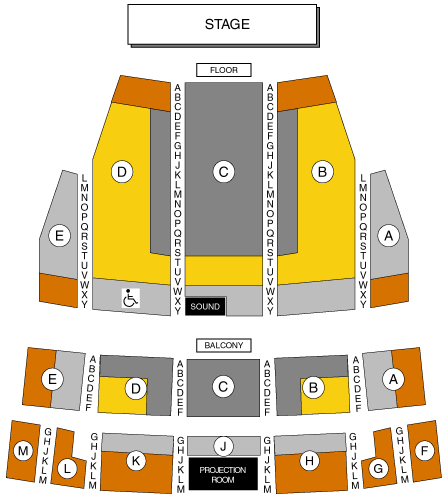 STAGE
FLOOR
A B C D E F G H J K L M N O P Q R S T U V W X Y
A B C D E F G H J K L M N O P Q R S T U V W X Y
L M N O P Q R S T U V W X Y
L M N O P Q R S T U V W X Y
E
D
C
B
A
SOUND
BALCONY
A B C D E F
A B C D E F
A B C D E F
A B C D E F
E
D
C
B
A
G H J K L M
G H J K L M
G H J K L M
G H J K L M
G H J K L M
G H J K L M
M
L
K
J
H
G
F
PROJECTION
ROOM